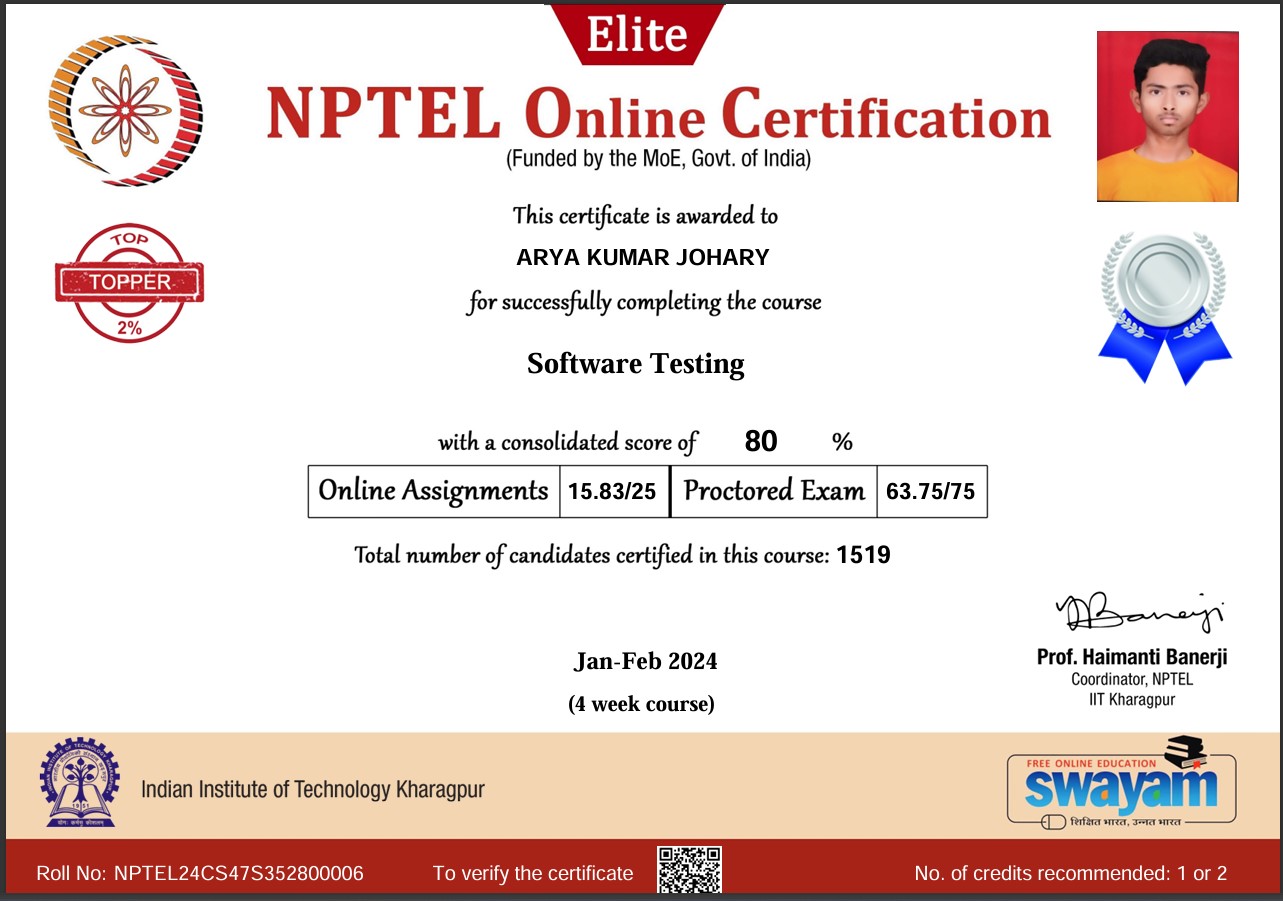 Elite
NPTEL Online Certification
(Funded by the MoE, Govt. of India)
This certificate is awarded to
ARYA KUMAR JOHARY
for successfully completing the course
TOP
TOPPER
2%
Software Testing
with a consolidated score of 80 %
Online Assignments 15.83/25 Proctored Exam 63.75/75
Total number of candidates certified in this course: 1519
Prof. Haimanti Banerji
Coordinator, NPTEL
IIT Kharagpur
Jan-Feb 2024
(4 week course)
Indian Institute of Technology Kharagpur
1951
योगः कर्मसु कौशलम्
FREE ONLINE EDUCATION
swayam
शिक्षित भारत, उन्नत भारत
Roll No: NPTEL24CS47S352800006 To verify the certificate No. of credits recommended: 1 or 2